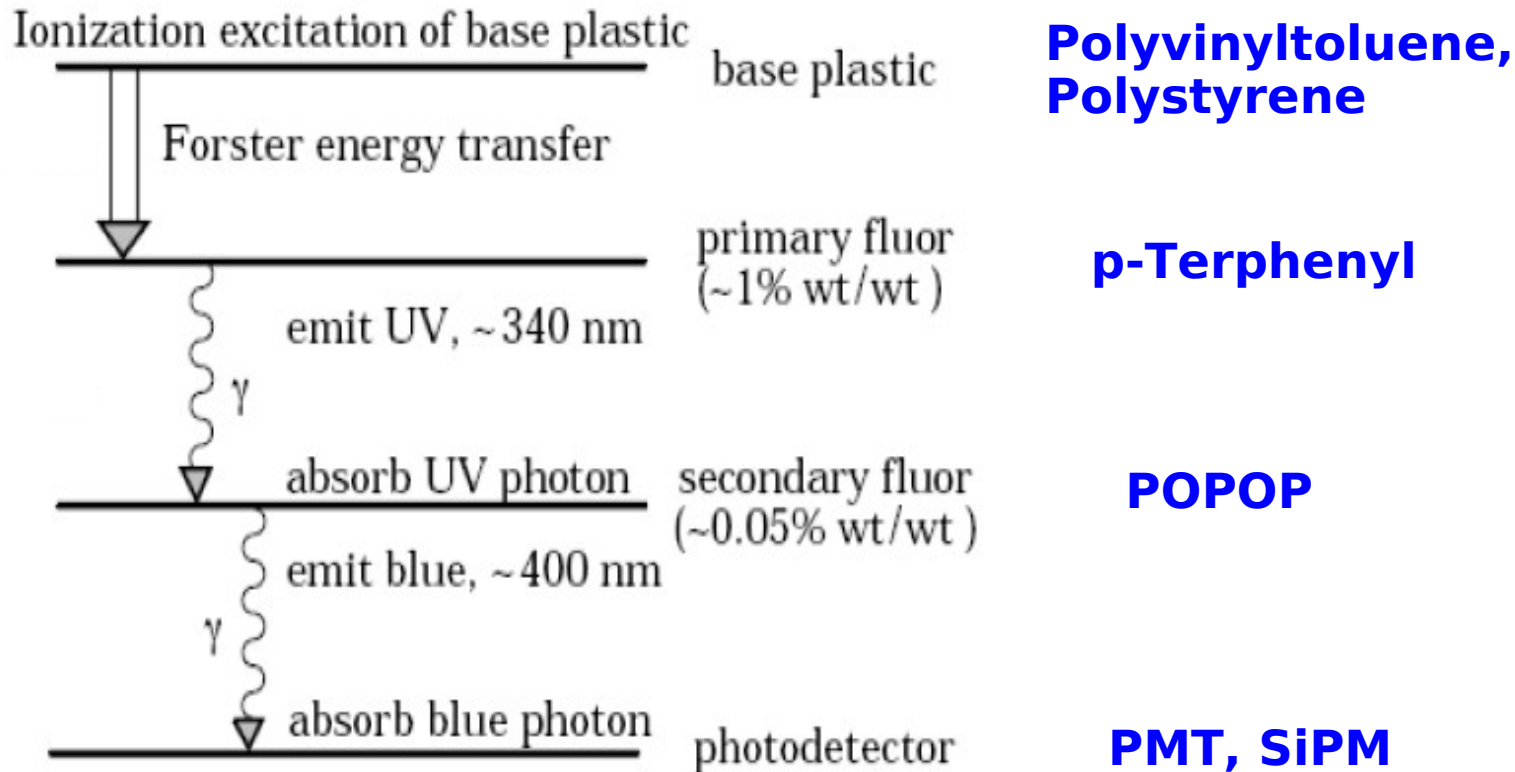 Ionization excitation of base plastic
base plastic
Polyvinyltoluene,
Polystyrene
Forster energy transfer
primary fluor
(~1% wt/wt )
p-Terphenyl
emit UV, ~340 nm
γ
absorb UV photon
secondary fluor
(~0.05% wt/wt )
POPOP
emit blue, ~400 nm
γ
absorb blue photon
photodetector
PMT, SiPM